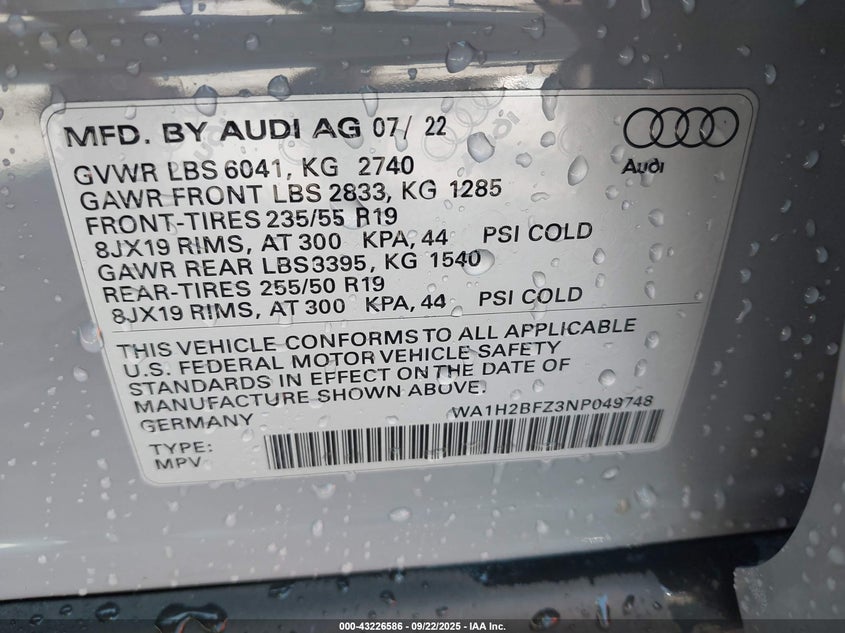 MFD. BY AUDI AG 07/ 22
Audi
GVWR LBS 6041, KG 2740
GAWR FRONT LBS 2833, KG 1285
FRONT-TIRES 235/55 R19
8JX19 RIMS, AT 300 KPA, 44 PSI COLD
GAWR REAR LBS3395, KG 1540
REAR-TIRES 255/50 R19
8JX19 RIMS, AT 300 KPA, 44 PSI COLD
THIS VEHICLE CONFORMS TO ALL APPLICABLE
U.S. FEDERAL MOTOR VEHICLE SAFETY
STANDARDS IN EFFECT ON THE DATE OF
MANUFACTURE SHOWN ABOVE.
GERMANY WA1H2BFZ3NP049748
TYPE:
MPV
000-43226586 - 09/22/2025 - IAA Inc.